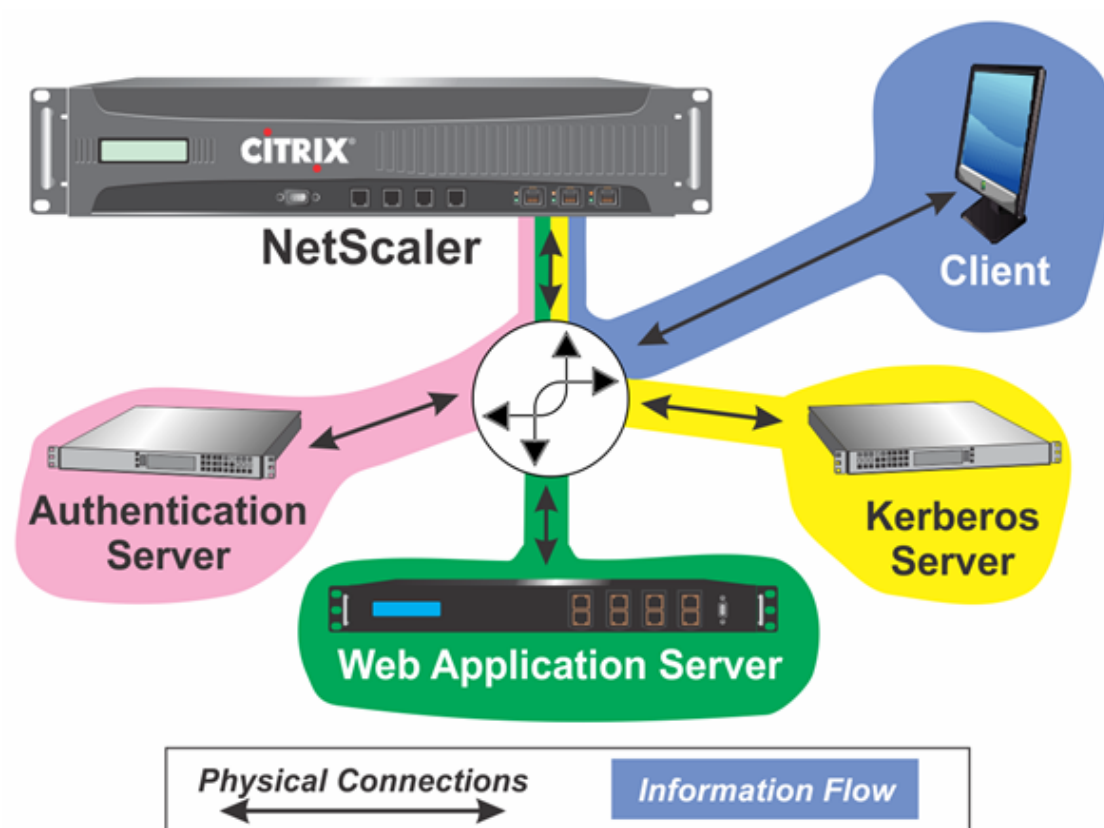 CITRIX®
NetScaler
Client
Authentication
Server
Kerberos
Server
Web Application Server
Physical Connections
Information Flow